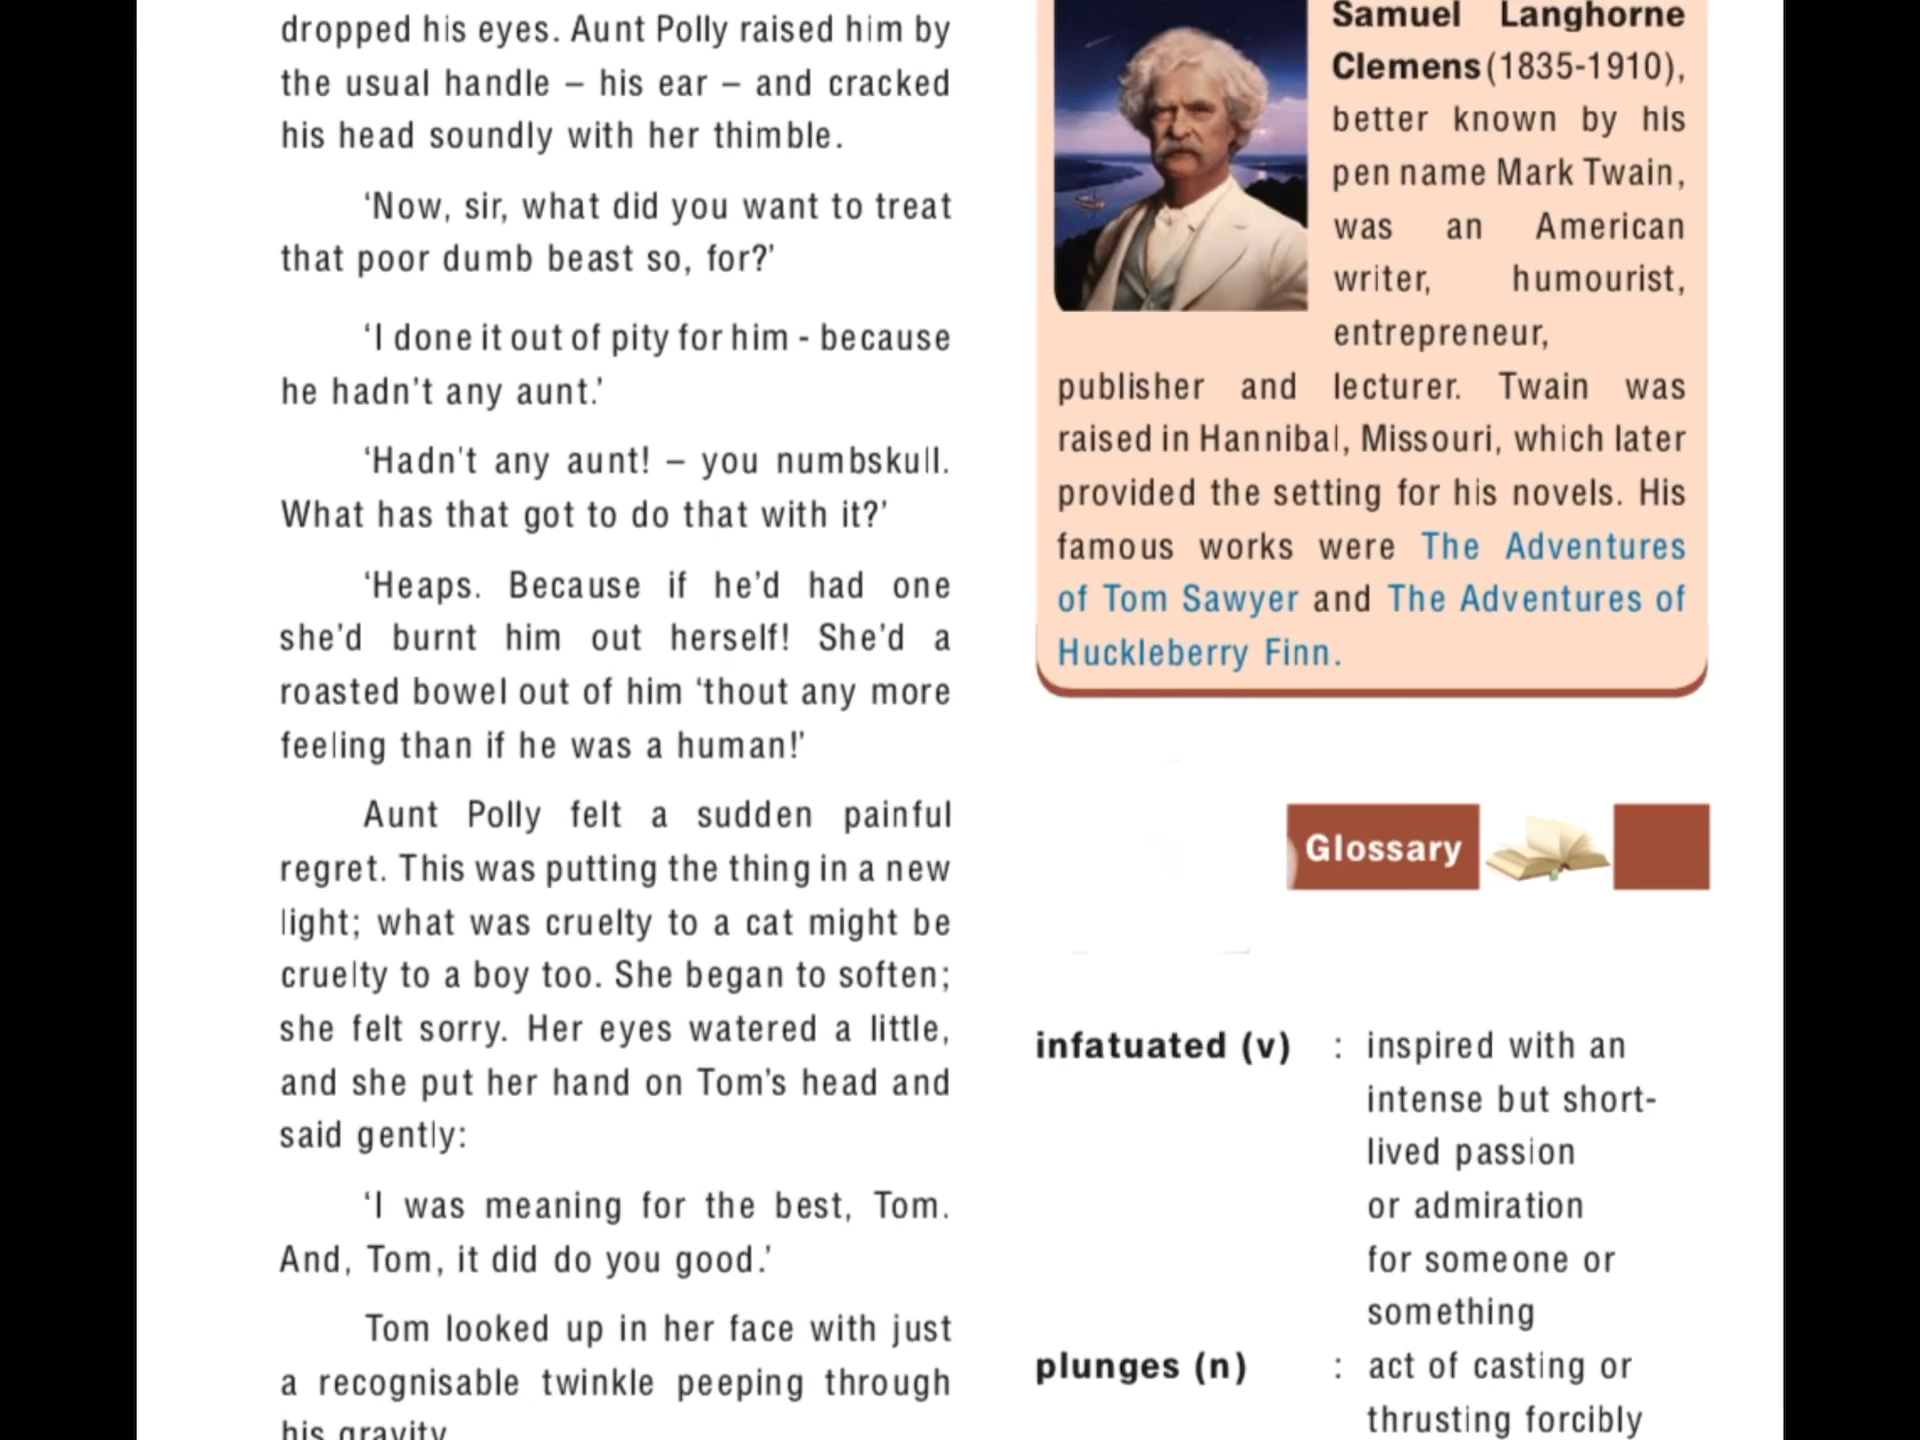 dropped his eyes. Aunt Polly raised him by
the usual handle – his ear – and cracked
his head soundly with her thimble.
‘Now, sir, what did you want to treat
that poor dumb beast so, for?’
‘I done it out of pity for him - because
he hadn't any aunt.’
‘Hadn't any aunt! – you numbskull.
What has that got to do that with it?’
‘Heaps. Because if he’d had one
she’d burnt him out herself! She’d a
roasted bowel out of him ‘thout any more
feeling than if he was a human!’
Aunt Polly felt a sudden painful
regret. This was putting the thing in a new
light; what was cruelty to a cat might be
cruelty to a boy too. She began to soften;
she felt sorry. Her eyes watered a little,
and she put her hand on Tom’s head and
said gently:
‘I was meaning for the best, Tom.
And, Tom, it did do you good.’
Tom looked up in her face with just
a recognisable twinkle peeping through
his gravity.
Samuel Langhorne
Clemens (1835-1910),
better known by his
pen name Mark Twain,
was an American
writer, humourist,
entrepreneur,
publisher and lecturer. Twain was
raised in Hannibal, Missouri, which later
provided the setting for his novels. His
famous works were The Adventures
of Tom Sawyer and The Adventures of
Huckleberry Finn.
Glossary
infatuated (v) : inspired with an
intense but short-
lived passion
or admiration
for someone or
something
plunges (n) : act of casting or
thrusting forcibly